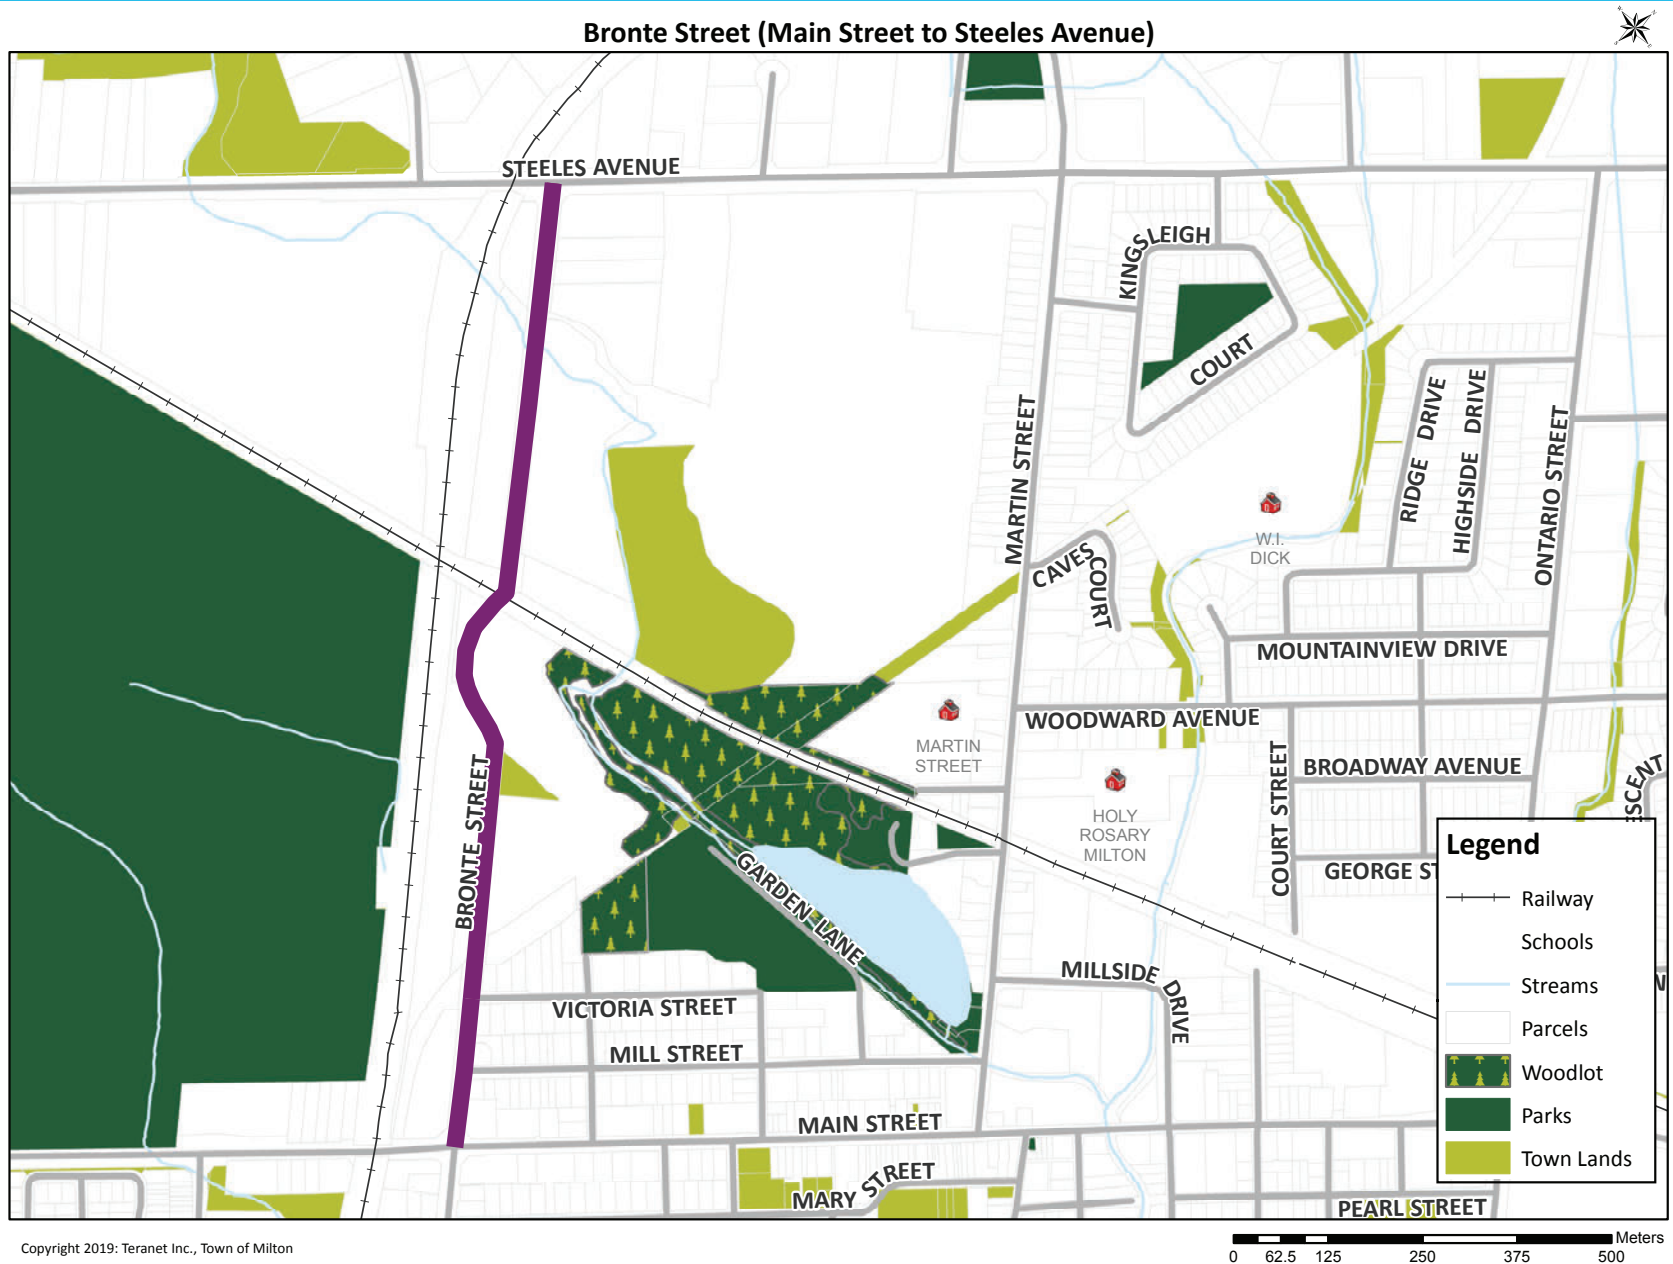 Bronte Street (Main Street to Steeles Avenue)
STEELES AVENUE
KINGSLEIGH
COURT
MARTIN STREET
RIDGE DRIVE
HIGHSIDE DRIVE
ONTARIO STREET
W.I.
DICK
CAVES
COURT
MOUNTAINVIEW DRIVE
WOODWARD AVENUE
MARTIN
STREET
BROADWAY AVENUE
COURT STREET
HOLY
ROSARY
MILTON
GEORGE ST
ESCENT
BRONTE STREET
GARDEN LANE
MILLSIDE DRIVE
VICTORIA STREET
MILL STREET
MAIN STREET
MARY STREET
PEARL STREET
Legend
Railway
Schools
Streams
Parcels
Woodlot
Parks
Town Lands
Copyright 2019: Teranet Inc., Town of Milton
Meters
0 62.5 125 250 375 500